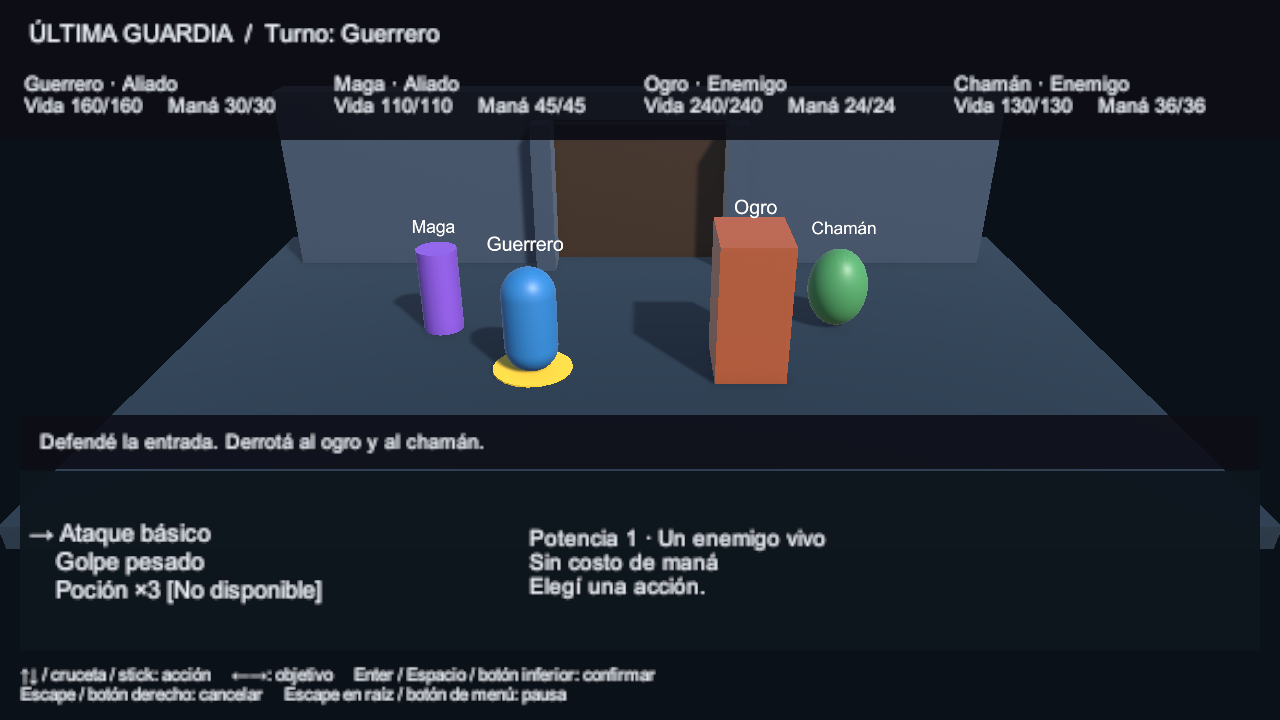 ÚLTIMA GUARDIA / Turno: Guerrero
Guerrero · Aliado
Vida 160/160 Maná 30/30
Maga · Aliado
Vida 110/110 Maná 45/45
Ogro · Enemigo
Vida 240/240 Maná 24/24
Chamán · Enemigo
Vida 130/130 Maná 36/36
Maga
Guerrero
Ogro
Chamán
Defendé la entrada. Derrotá al ogro y al chamán.
→ Ataque básico
Golpe pesado
Poción ×3 [No disponible]
Potencia 1 · Un enemigo vivo
Sin costo de maná
Elegí una acción.
↑↓ / cruceta / stick: acción ←→: objetivo Enter / Espacio / botón inferior: confirmar
Escape / botón derecho: cancelar Escape en raíz / botón de menú: pausa